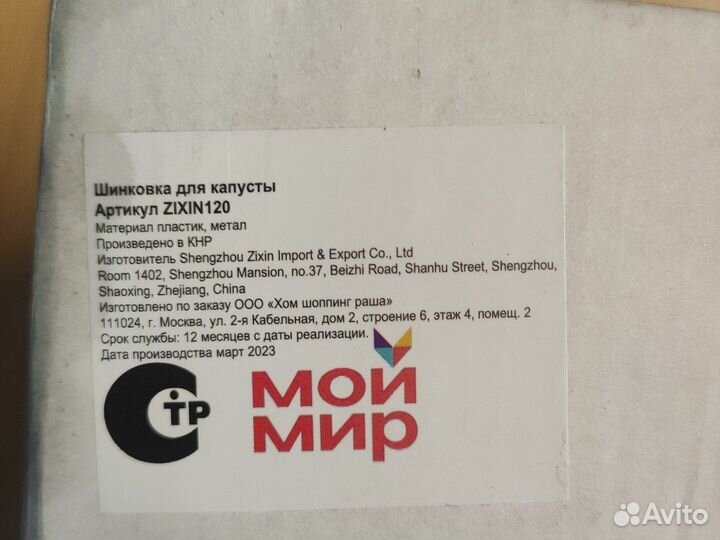 Шинковка для капусты
Артикул ZIXIN120
Материал пластик, метал
Произведено в КНР
Изготовитель Shengzhou Zixin Import & Export Co., Ltd
Room 1402, Shengzhou Mansion, no.37, Beizhi Road, Shanhu Street, Shengzhou,
Shaoxing, Zhejiang, China
Изготовлено по заказу ООО «Хом шоппинг раша»
111024, г. Москва, ул. 2-я Кабельная, дом 2, строение 6, этаж 4, помещ. 2
Срок службы: 12 месяцев с даты реализации.
Дата производства март 2023
СТР
МОЙ
МИР
Avito